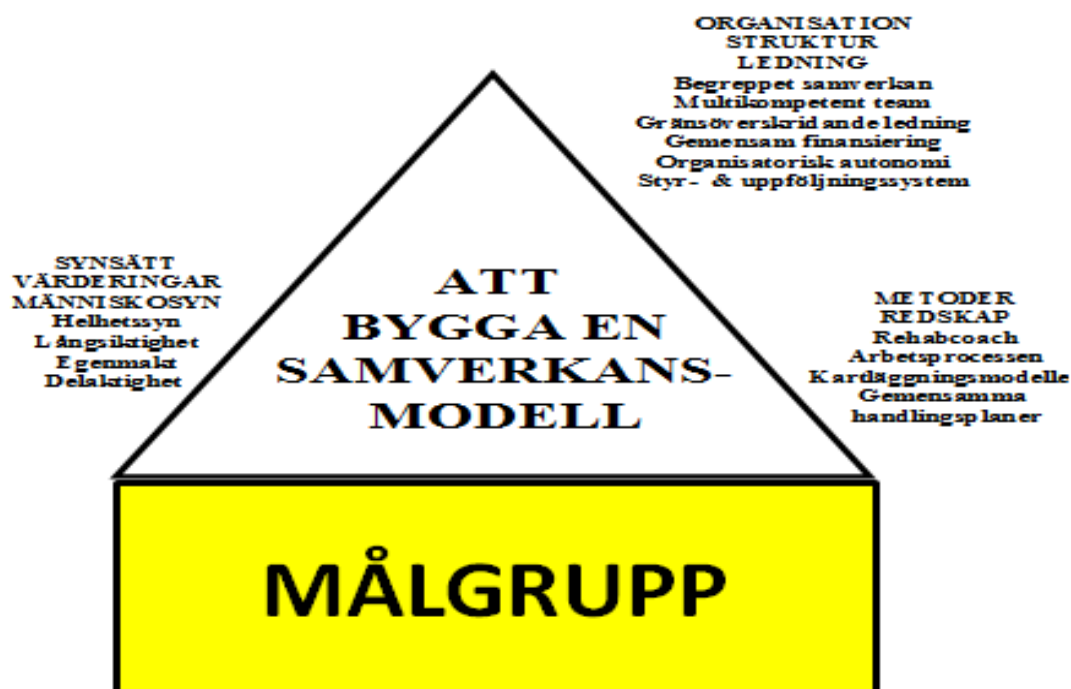 ORGANISATION
STRUKTUR
LEDNING
Begreppet samverkan
Multikompetent team
Gränsöverskridande ledning
Gemensam finansiering
Organisatorisk autonomi
Styr- & uppföljningssystem
SYNSÄTT
VÄRDERINGAR
MÄNNISKOSYN
Helhetssyn
Långsiktighet
Egenmakt
Delaktighet
ATT
BYGGA EN
SAMVERKANS-
MODELL
METODER
REDSKAP
Rehabcoach
Arbetsprocessen
Kartläggningsmodelle
Gemensamma
handlingsplaner
MÅLGRUPP